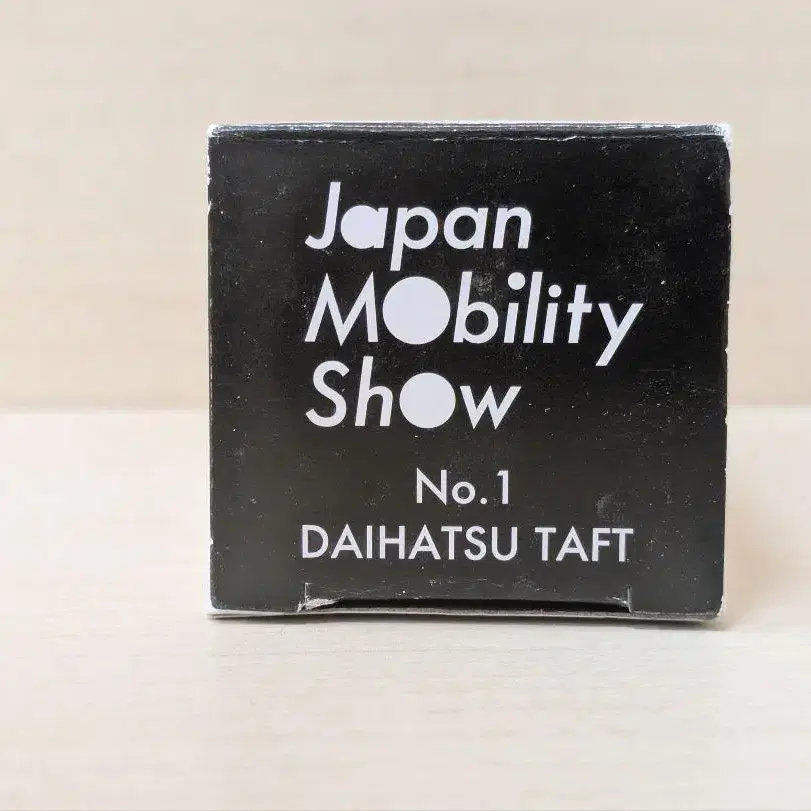 Japan
Mobility
Show
No.1
DAIHATSU TAFT